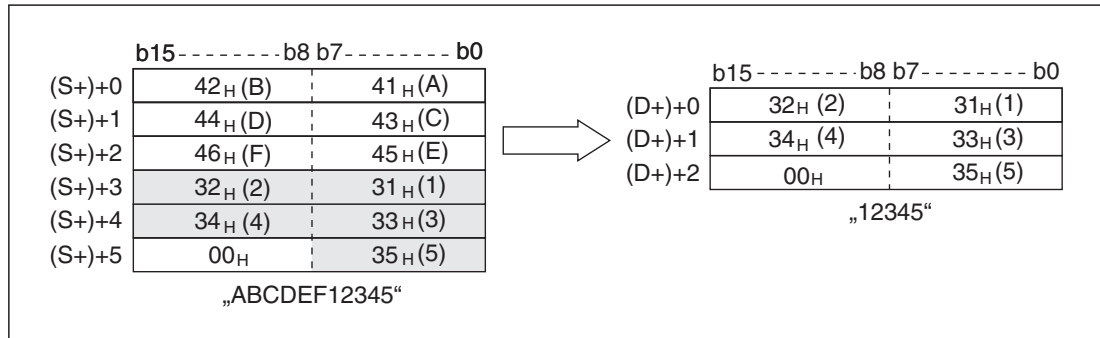 b15-------- b8 b7-------- b0
(S+)+0 42H (B) 41H (A)
(S+)+1 44H (D) 43H (C)
(S+)+2 46H (F) 45H (E)
(S+)+3 32H (2) 31H (1)
(S+)+4 34H (4) 33H (3)
(S+)+5 00H 35H (5)
„ABCDEF12345“
b15-------- b8 b7-------- b0
(D+)+0 32H (2) 31H (1)
(D+)+1 34H (4) 33H (3)
(D+)+2 00H 35H (5)
„12345“